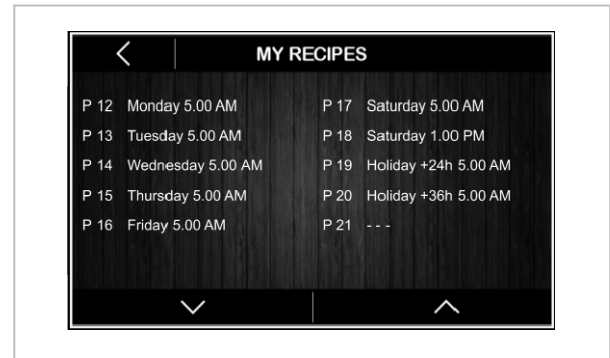 MY RECIPES
P 12 Monday 5.00 AM
P 13 Tuesday 5.00 AM
P 14 Wednesday 5.00 AM
P 15 Thursday 5.00 AM
P 16 Friday 5.00 AM
P 17 Saturday 5.00 AM
P 18 Saturday 1.00 PM
P 19 Holiday +24h 5.00 AM
P 20 Holiday +36h 5.00 AM
P 21 - - -